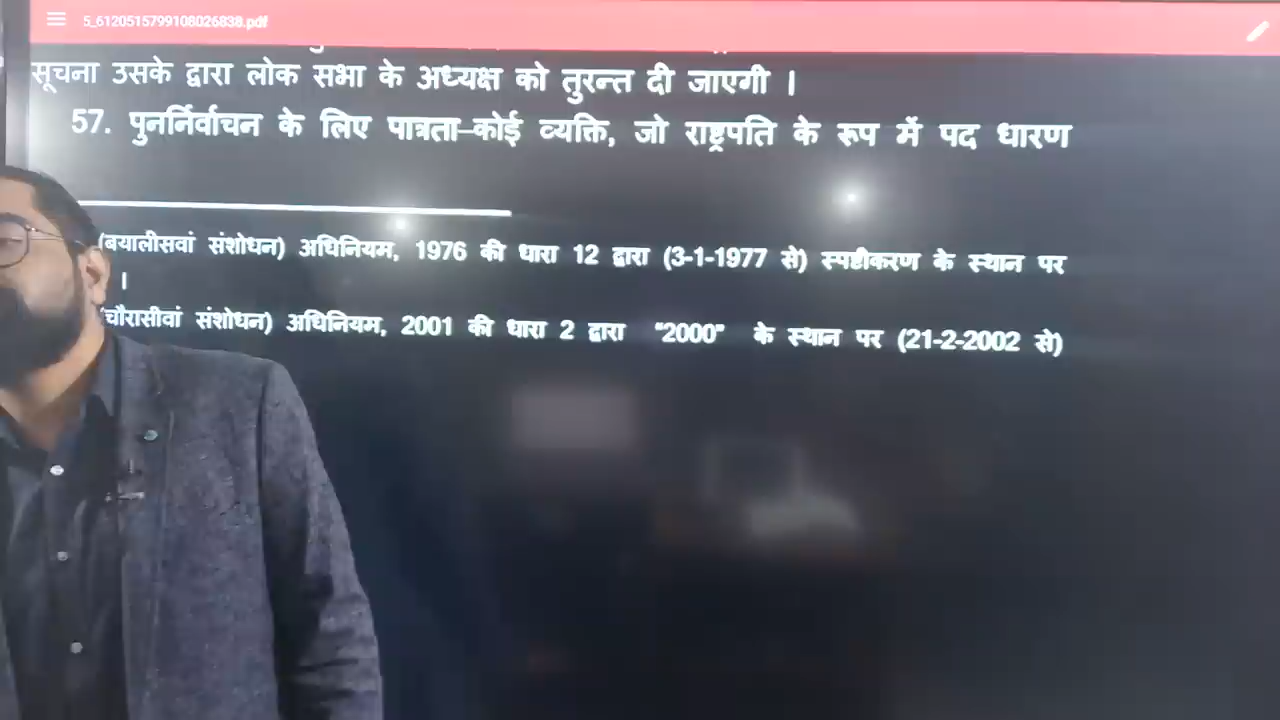 5_6120515799108026838.pdf
सूचना उसके द्वारा लोक सभा के अध्यक्ष को तुरन्त दी जाएगी ।
57. पुनर्निर्वाचन के लिए पात्रता–कोई व्यक्ति, जो राष्ट्रपति के रूप में पद धारण
(बयालीसवां संशोधन) अधिनियम, 1976 की धारा 12 द्वारा (3-1-1977 से) स्पष्टीकरण के स्थान पर
।
(चौरासीवां संशोधन) अधिनियम, 2001 की धारा 2 द्वारा "2000" के स्थान पर (21-2-2002 से)